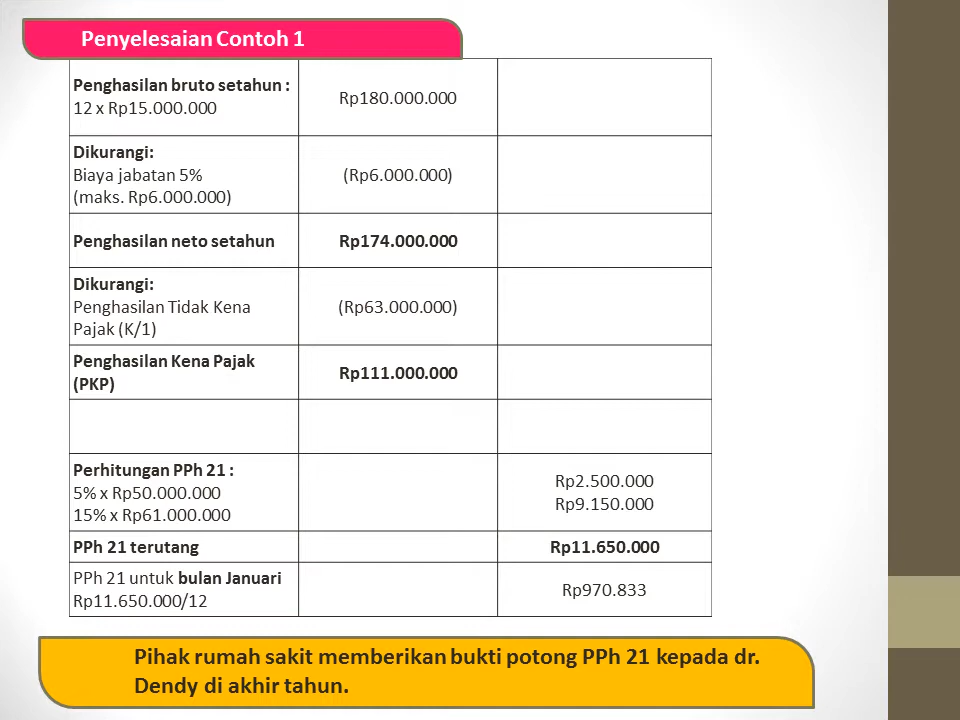 Penyelesaian Contoh 1
Penghasilan bruto setahun :
12 x Rp15.000.000
Rp180.000.000
Dikurangi:
Biaya jabatan 5%
(maks. Rp6.000.000)
(Rp6.000.000)
Penghasilan neto setahun
Rp174.000.000
Dikurangi:
Penghasilan Tidak Kena
Pajak (K/1)
(Rp63.000.000)
Penghasilan Kena Pajak
(PKP)
Rp111.000.000
Perhitungan PPh 21 :
5% x Rp50.000.000
15% x Rp61.000.000
Rp2.500.000
Rp9.150.000
PPh 21 terutang
Rp11.650.000
PPh 21 untuk bulan Januari
Rp11.650.000/12
Rp970.833
Pihak rumah sakit memberikan bukti potong PPh 21 kepada dr.
Dendy di akhir tahun.